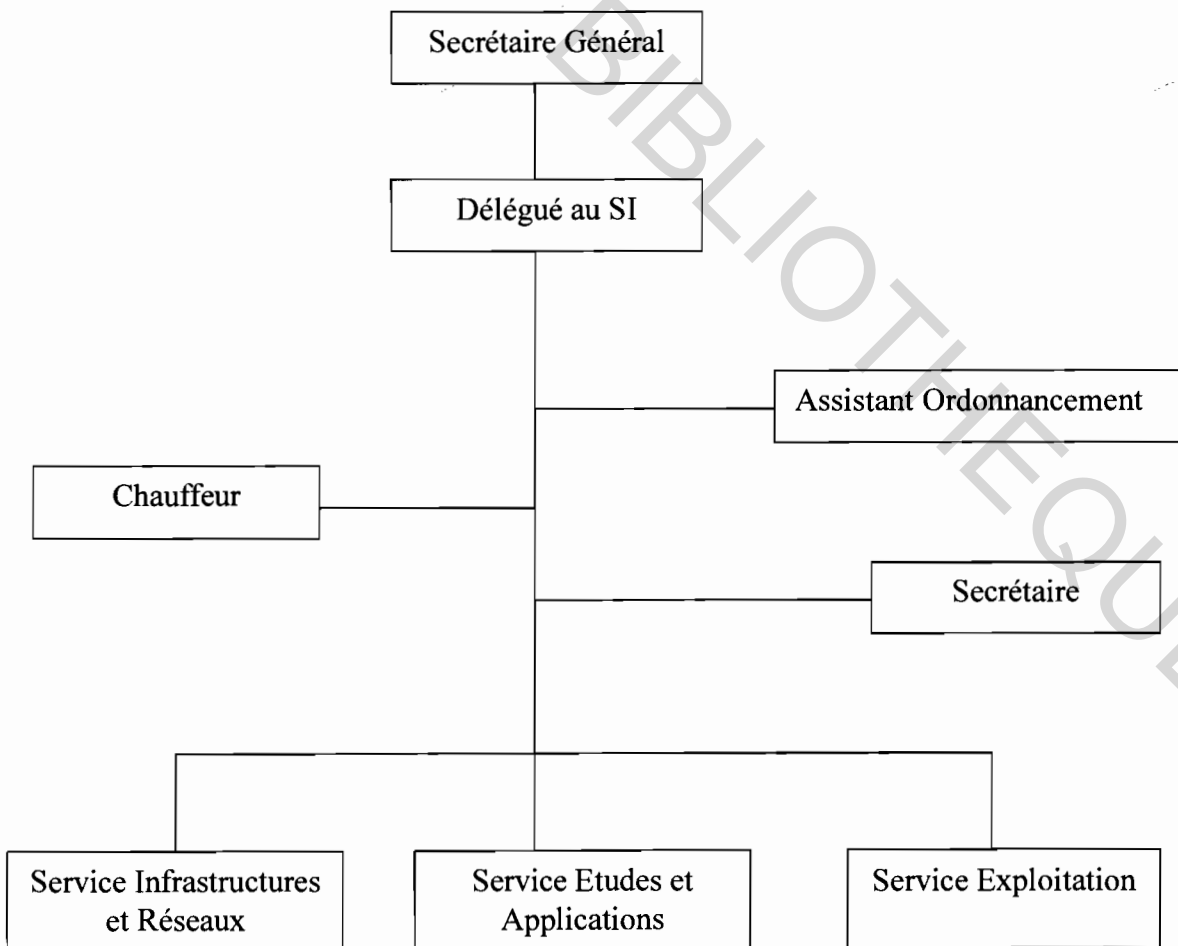 Secrétaire Général
Délégué au SI
Assistant Ordonnancement
Chauffeur
Secrétaire
Service Infrastructures
et Réseaux
Service Etudes et
Applications
Service Exploitation
BIBLIOTHEQUE